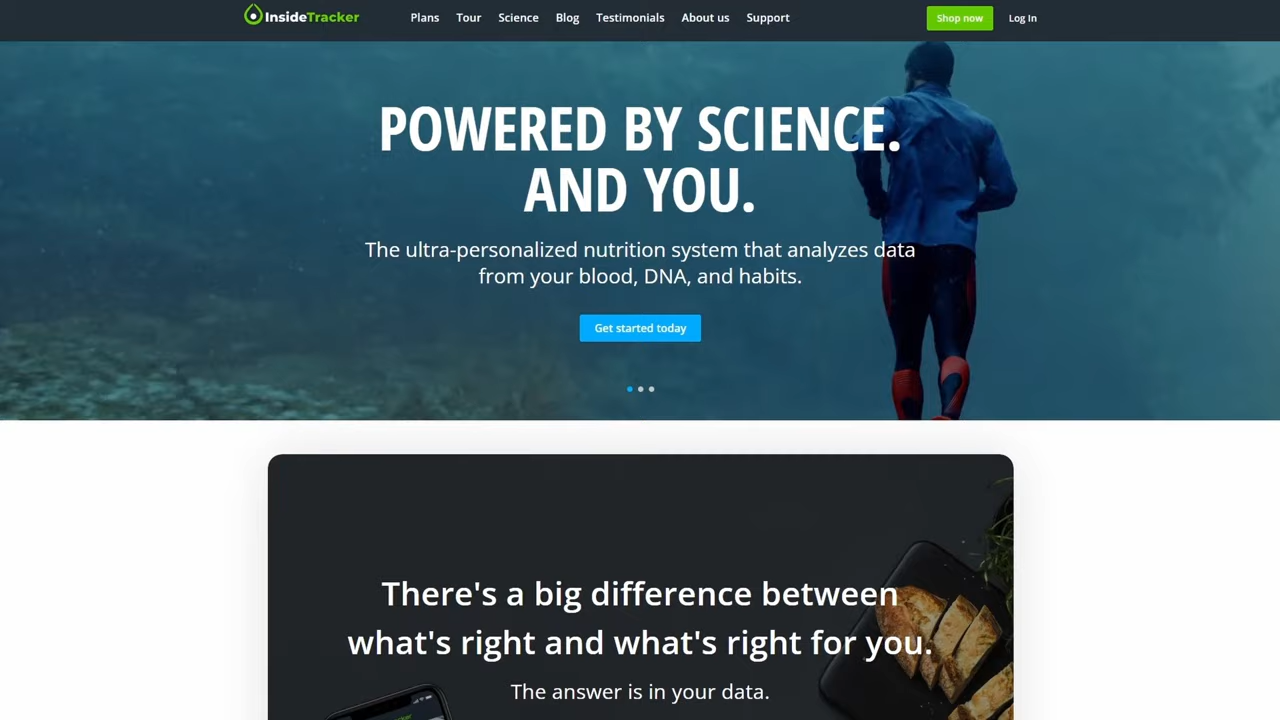 InsideTracker
Plans
Tour
Science
Blog
Testimonials
About us
Support
Shop now
Log In
POWERED BY SCIENCE.
AND YOU.
The ultra-personalized nutrition system that analyzes data
from your blood, DNA, and habits.
Get started today
There's a big difference between
what's right and what's right for you.
The answer is in your data.